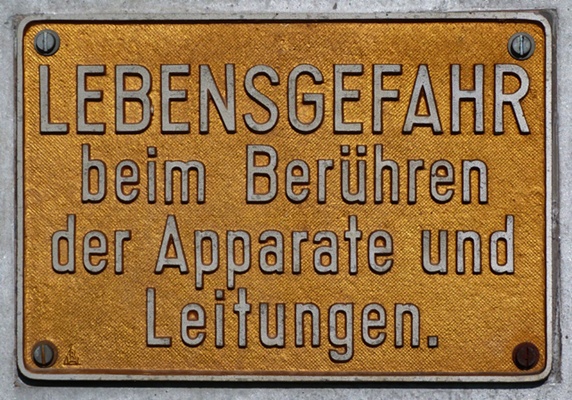 LEBENSGEFAHR
beim Berühren
der Apparate und
Leitungen.